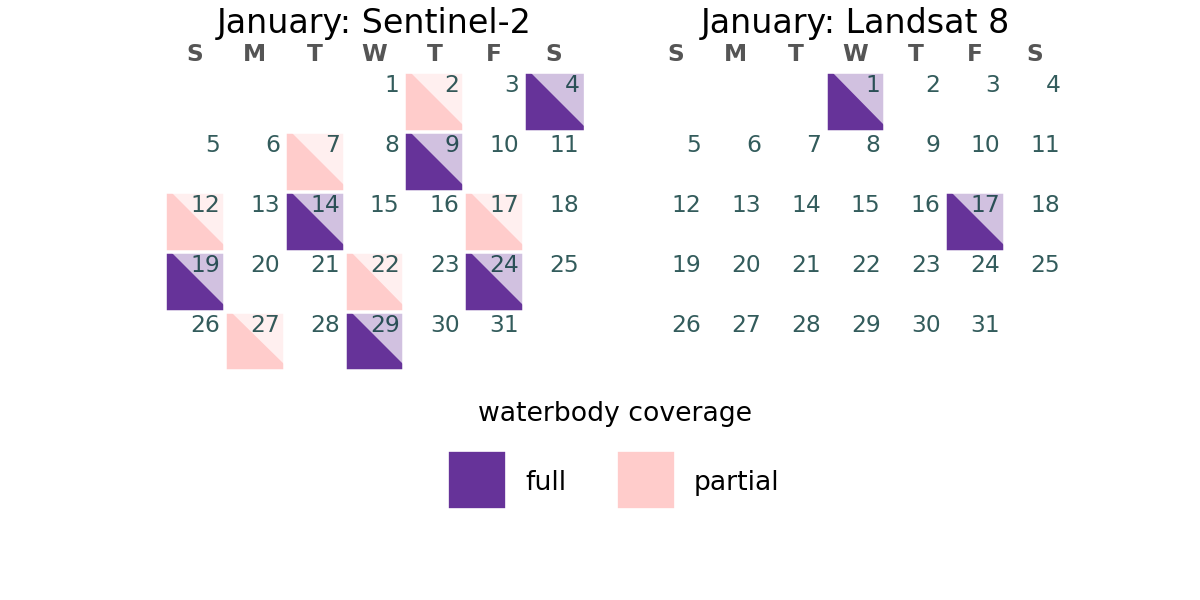 January: Sentinel-2
S M T W T F S
1 2 3 4
5 6 7 8 9 10 11
12 13 14 15 16 17 18
19 20 21 22 23 24 25
26 27 28 29 30 31
January: Landsat 8
S M T W T F S
1 2 3 4
5 6 7 8 9 10 11
12 13 14 15 16 17 18
19 20 21 22 23 24 25
26 27 28 29 30 31
waterbody coverage
full partial